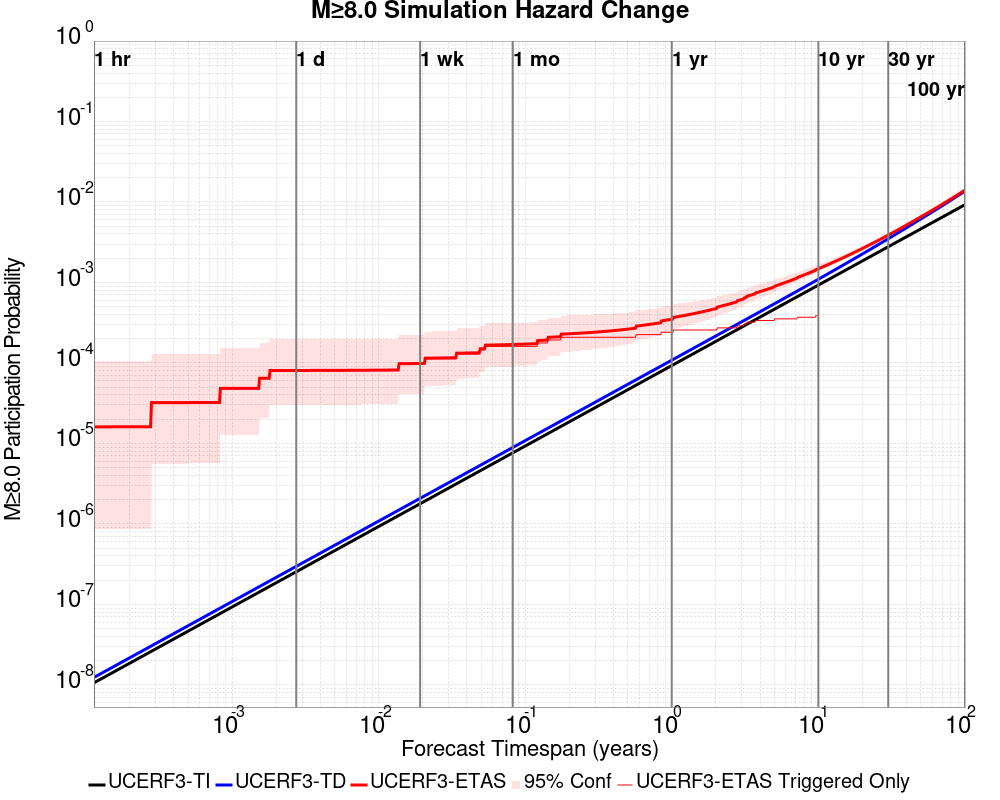 M≥8.0 Simulation Hazard Change
1 hr
1 d
1 wk
1 mo
1 yr
10 yr
30 yr
100 yr
10^0
10^-1
10^-2
10^-3
10^-4
10^-5
10^-6
10^-7
10^-8
M≥8.0 Participation Probability
10^-3
10^-2
10^-1
10^0
10^1
10^2
Forecast Timespan (years)
UCERF3-TI UCERF3-TD UCERF3-ETAS 95% Conf UCERF3-ETAS Triggered Only